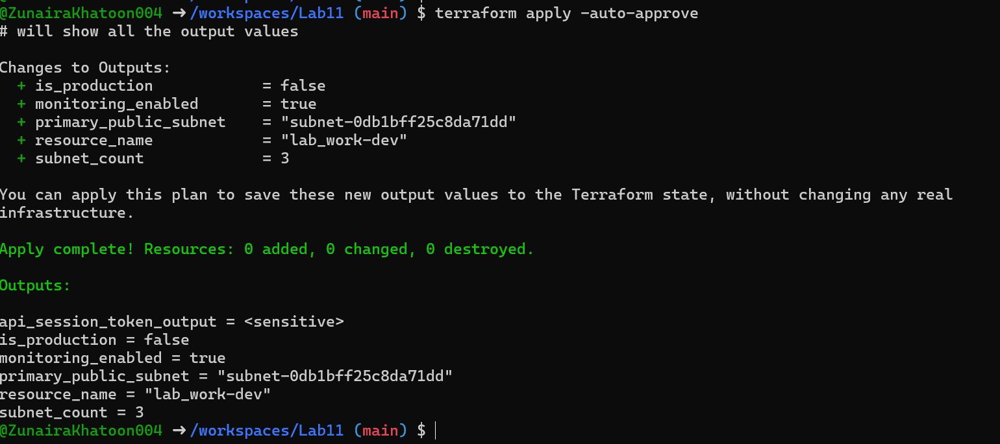 @ZunairaKhatoon004 ➜ /workspaces/Lab11 (main) $ terraform apply -auto-approve
# will show all the output values
Changes to Outputs:
+ is_production = false
+ monitoring_enabled = true
+ primary_public_subnet = "subnet-0db1bff25c8da71dd"
+ resource_name = "lab_work-dev"
+ subnet_count = 3
You can apply this plan to save these new output values to the Terraform state, without changing any real
infrastructure.
Apply complete! Resources: 0 added, 0 changed, 0 destroyed.
Outputs:
api_session_token_output = <sensitive>
is_production = false
monitoring_enabled = true
primary_public_subnet = "subnet-0db1bff25c8da71dd"
resource_name = "lab_work-dev"
subnet_count = 3
@ZunairaKhatoon004 ➜ /workspaces/Lab11 (main) $